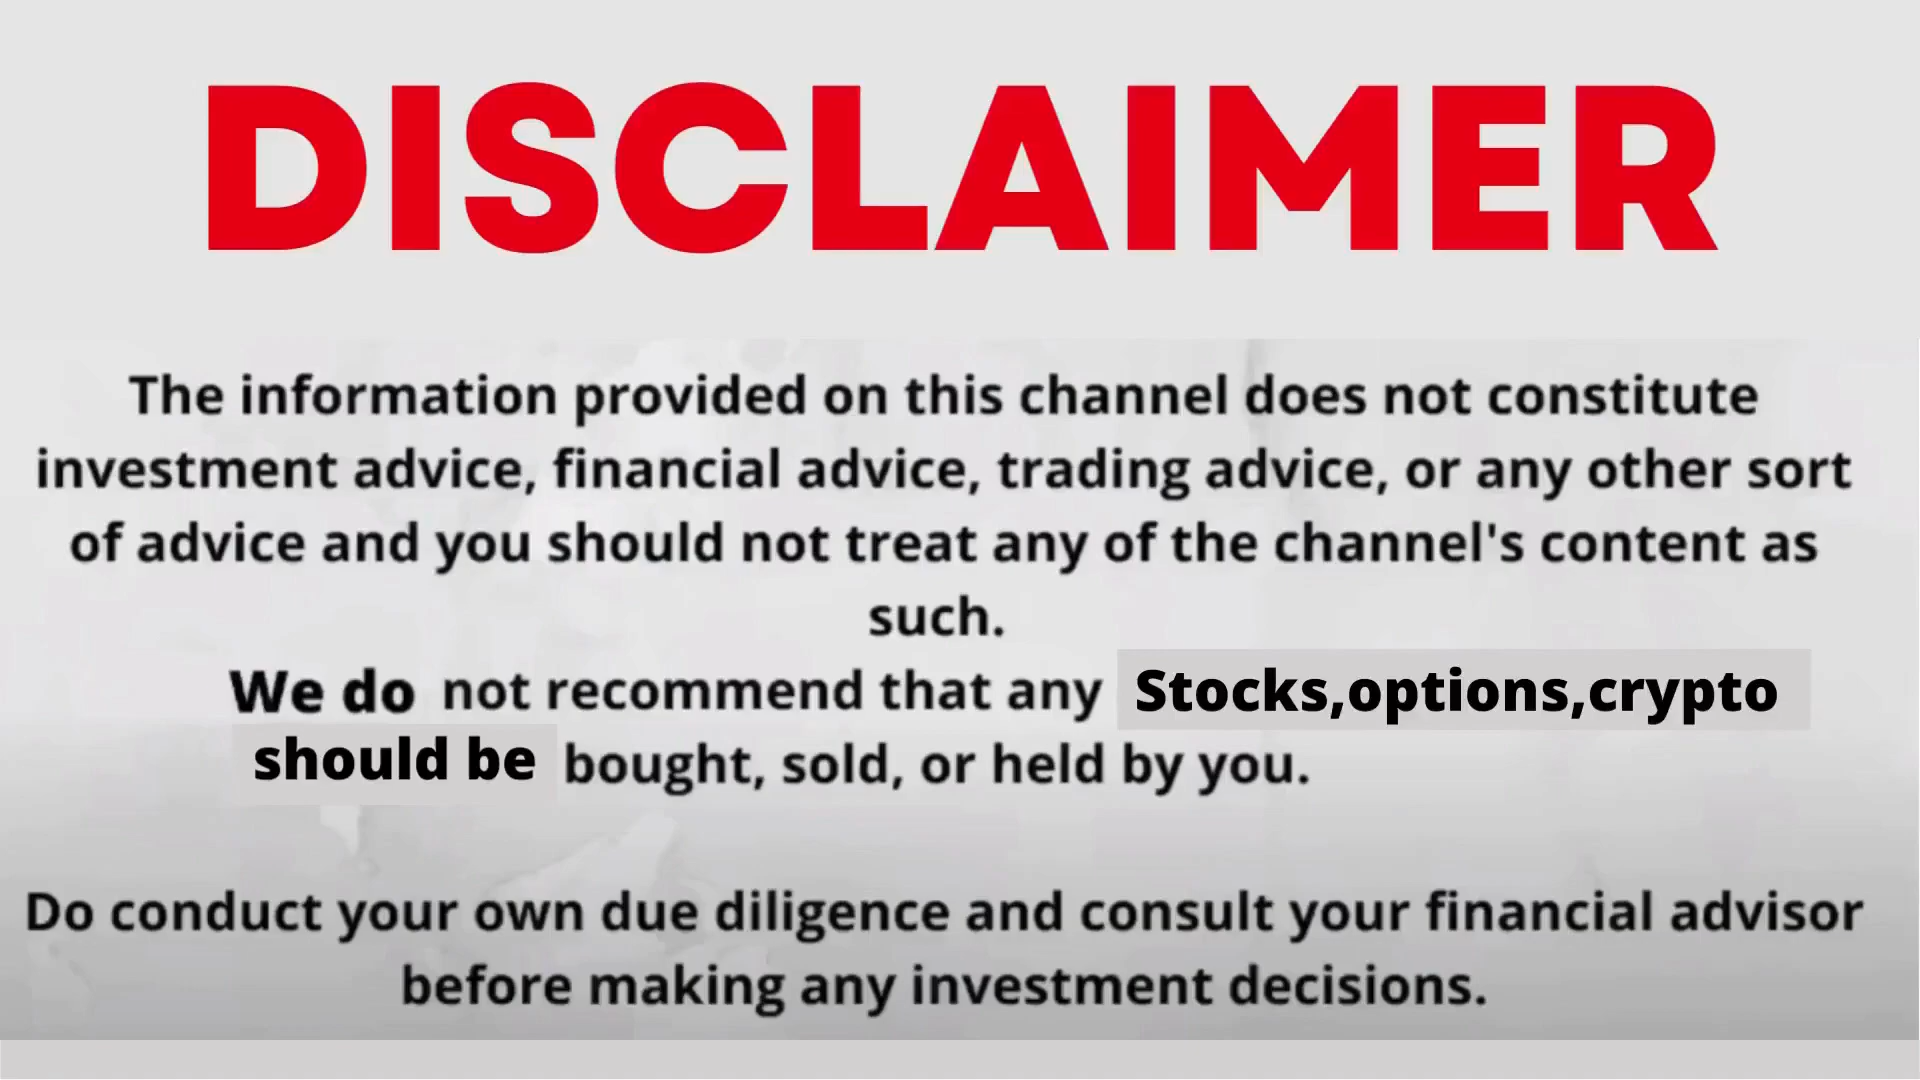 DISCLAIMER
The information provided on this channel does not constitute
investment advice, financial advice, trading advice, or any other sort
of advice and you should not treat any of the channel's content as
such.
We do not recommend that any Stocks,options,crypto
should be bought, sold, or held by you.
Do conduct your own due diligence and consult your financial advisor
before making any investment decisions.